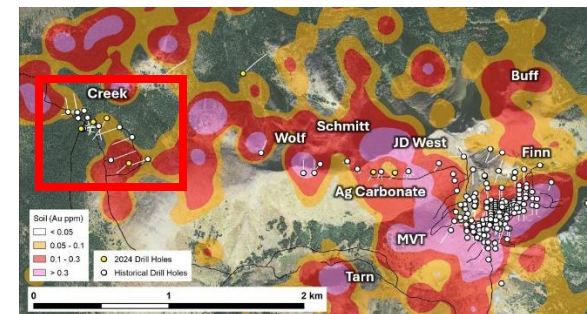 Creek
Buff
Schmitt
Wolf
JD West
Finn
Ag Carbonate
MVT
Tarn
Soil (Au ppm)
< 0.05
0.05 - 0.1
0.1 - 0.3
> 0.3
2024 Drill Holes
Historical Drill Holes
0 1 2 km